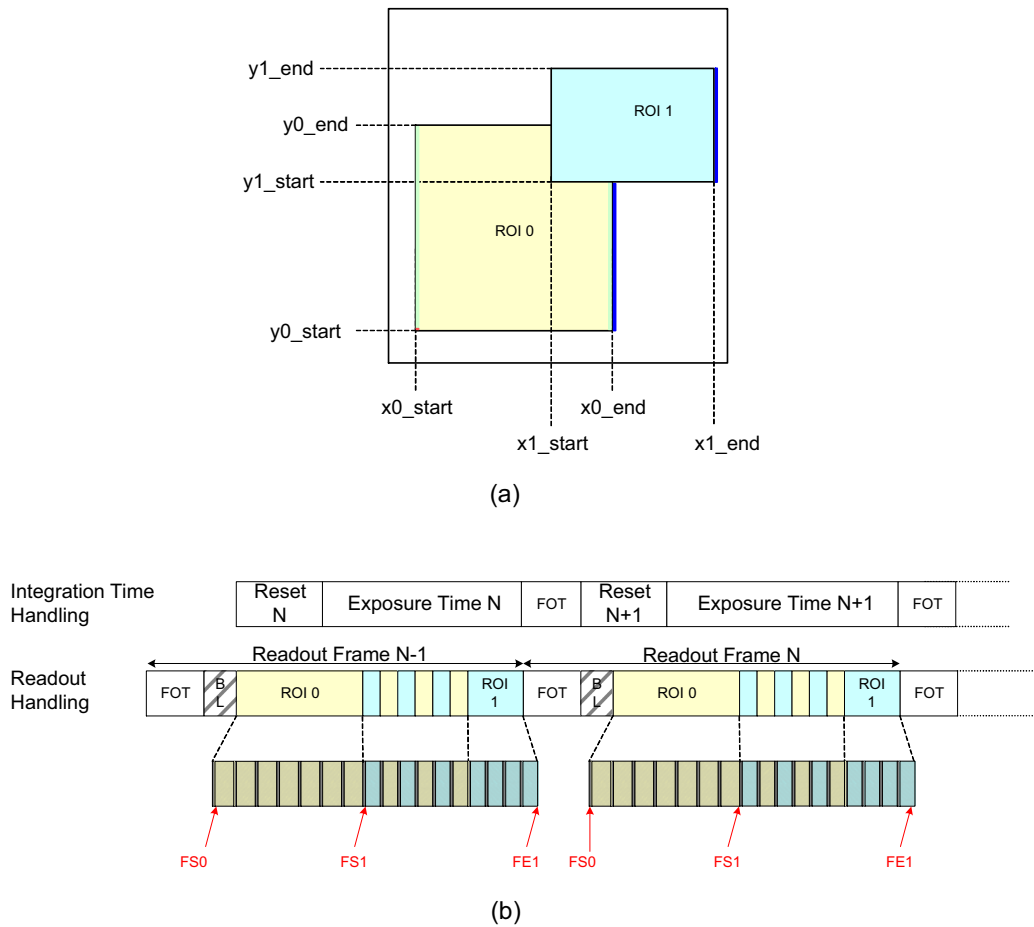 y1_end
ROI 1
y0_end
y1_start
ROI 0
y0_start
x0_start
x0_end
x1_start
x1_end
(a)
Integration Time
Handling
Reset
N
Exposure Time N
FOT
Reset
N+1
Exposure Time N+1
FOT
Readout Frame N-1
Readout Frame N
Readout
Handling
FOT
B
L
ROI 0
ROI
1
FOT
B
L
ROI 0
ROI
1
FOT
FS0
FS1
FE1
FS0
FS1
FE1
(b)